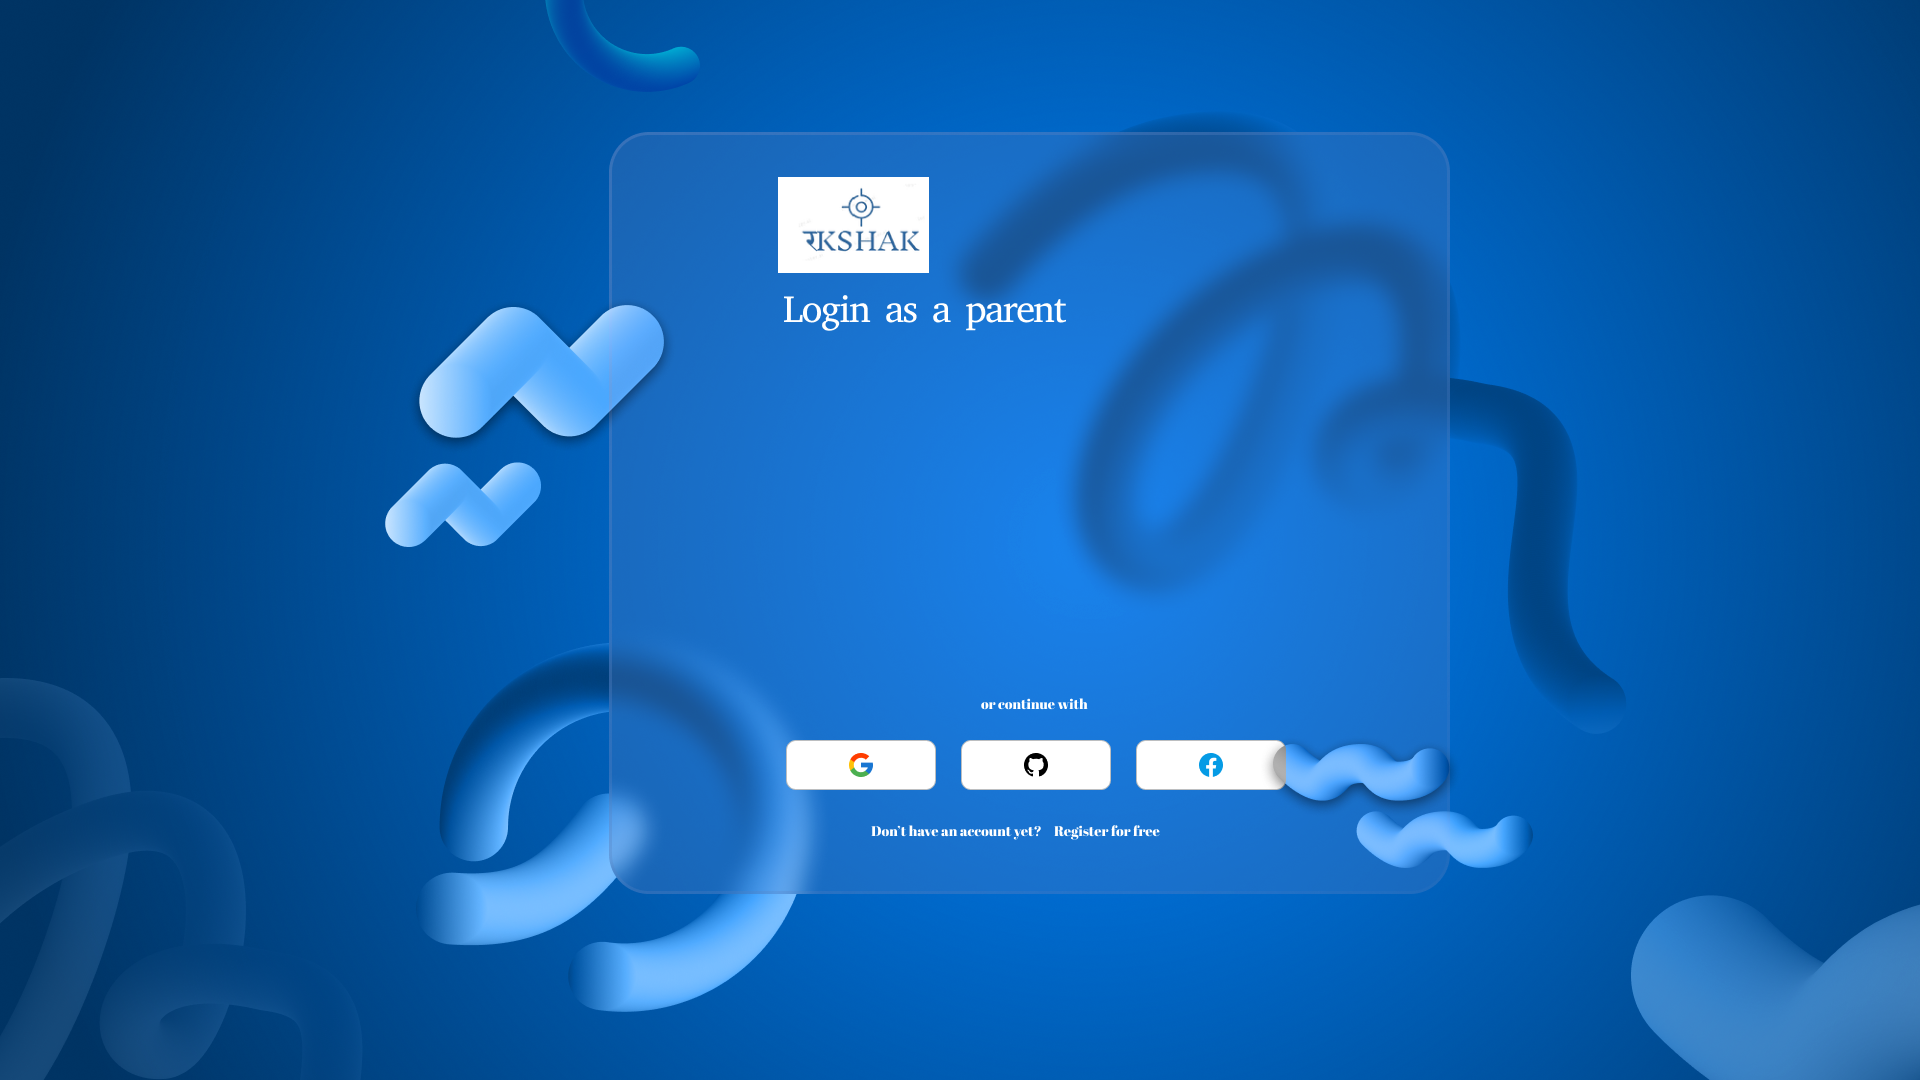 रKSHAK
Login as a parent
or continue with
Don't have an account yet? Register for free